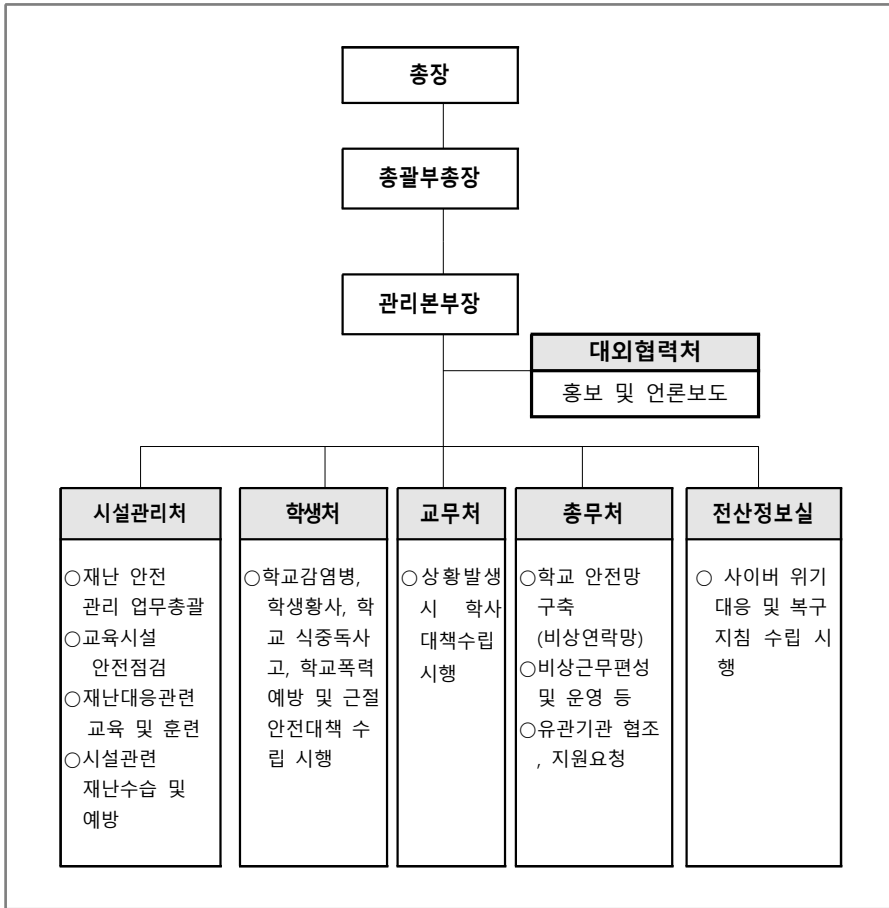 총장
총괄부총장
관리본부장
대외협력처
홍보 및 언론보도
시설관리처
○재난 안전
관리 업무총괄
○교육시설
안전점검
○재난대응관련
교육 및 훈련
○시설관련
재난수습 및
예방
학생처
○학교감염병,
학생황사, 학
교 식중독사
고, 학교폭력
예방 및 근절
안전대책 수
립 시행
교무처
○상황발생
시 학사
대책수립
시행
총무처
○학교 안전망
구축
(비상연락망)
○비상근무편성
및 운영 등
○유관기관 협조
, 지원요청
전산정보실
○ 사이버 위기
대응 및 복구
지침 수립 시
행